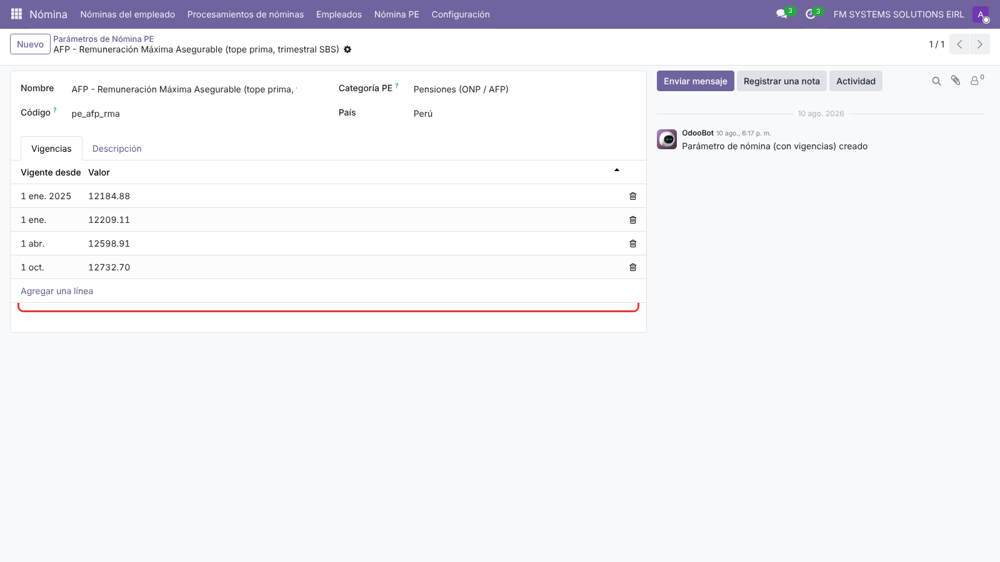 Nómina Nóminas del empleado Procesamientos de nóminas Empleados Nómina PE Configuración 3 3 FM SYSTEMS SOLUTIONS EIRL A
Nuevo
Parámetros de Nómina PE
AFP - Remuneración Máxima Asegurable (tope prima, trimestral SBS)
1 / 1
Nombre AFP - Remuneración Máxima Asegurable (tope prima,
Categoría PE ? Pensiones (ONP / AFP)
Código ? pe_afp_rma
País Perú
Vigencias Descripción
Vigente desde Valor
1 ene. 2025 12184.88
1 ene. 12209.11
1 abr. 12598.91
1 oct. 12732.70
Agregar una línea
Enviar mensaje Registrar una nota Actividad 0
10 ago. 2026
OdooBot 10 ago., 6:17 p. m.
Parámetro de nómina (con vigencias) creado